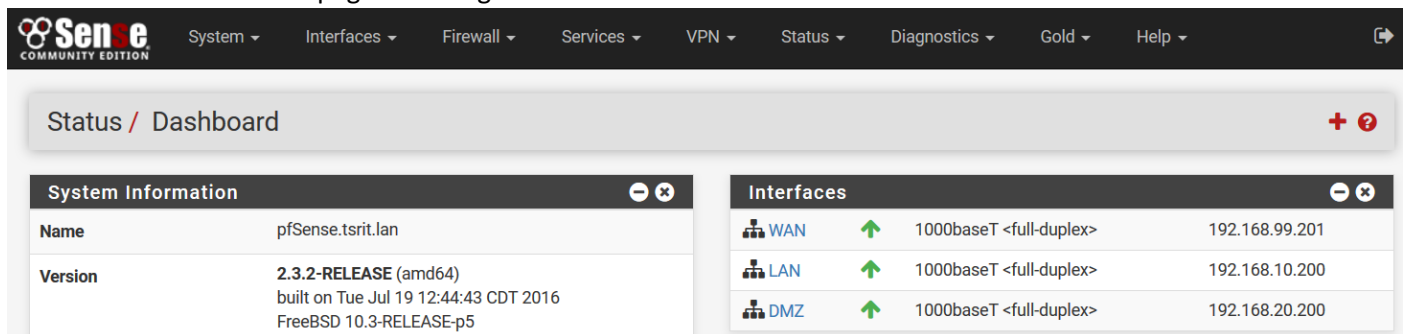 Sense
COMMUNITY EDITION
System Interfaces Firewall Services VPN Status Diagnostics Gold Help
Status / Dashboard
System Information
Name pfSense.tsrit.lan
Version 2.3.2-RELEASE (amd64)
built on Tue Jul 19 12:44:43 CDT 2016
FreeBSD 10.3-RELEASE-p5
Interfaces
WAN 1000baseT <full-duplex> 192.168.99.201
LAN 1000baseT <full-duplex> 192.168.10.200
DMZ 1000baseT <full-duplex> 192.168.20.200